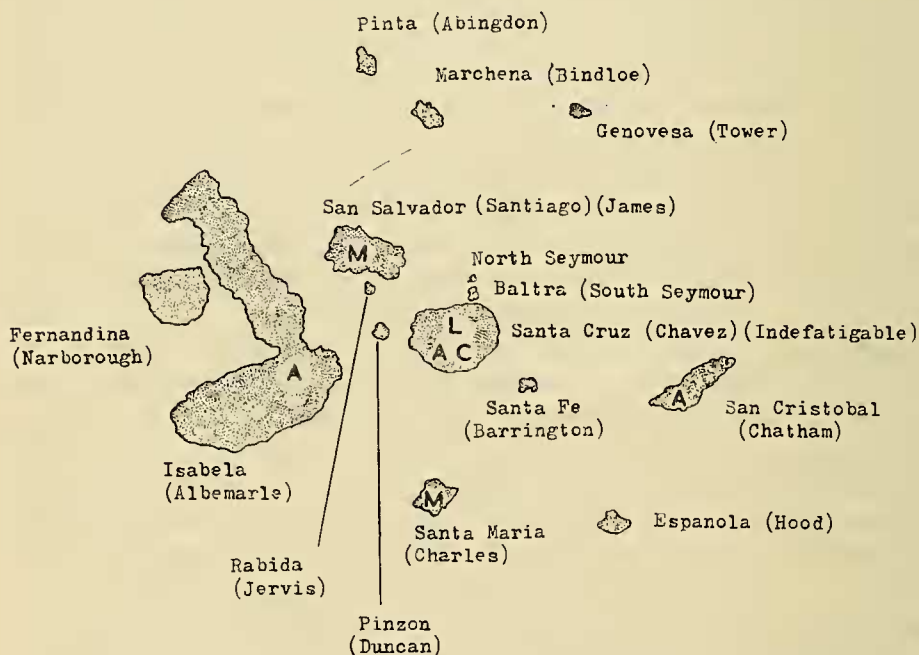 Pinta (Abingdon)
Marchena (Bindloe)
Genovesa (Tower)
San Salvador (Santiago)(James)
M
North Seymour
Baltra (South Seymour)
Fernandina
(Narborough)
L
A C
Santa Cruz (Chavez)(Indefatigable)
A
Santa Fe
(Barrington)
A
San Cristobal
(Chatham)
Isabela
(Albemarle)
M
Santa Maria
(Charles)
Espanola (Hood)
Rabida
(Jervis)
Pinzon
(Duncan)